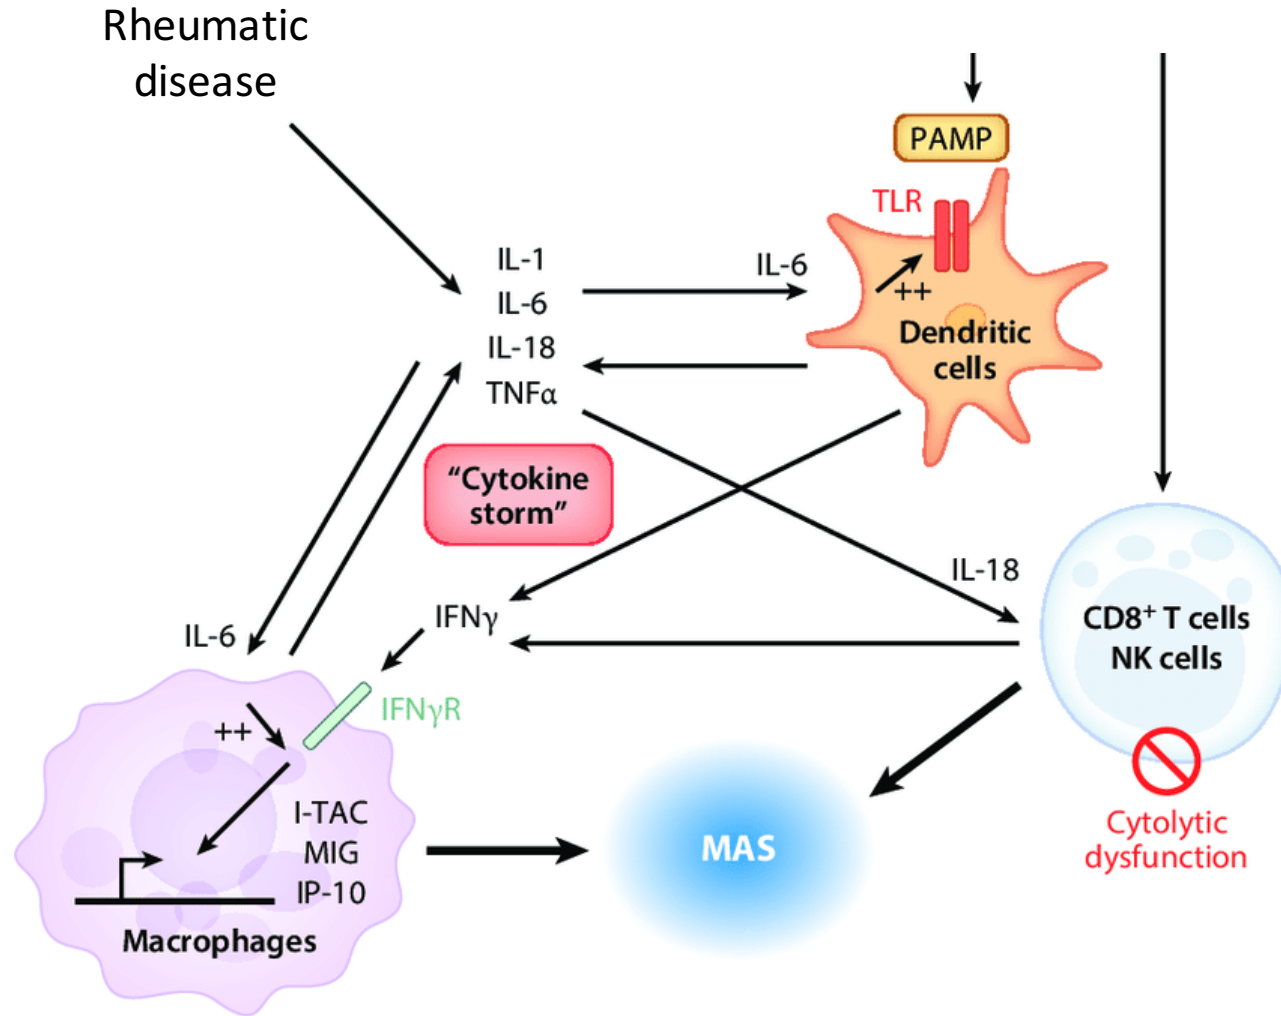 Rheumatic
disease
PAMP
TLR
IL-1
IL-6
IL-18
TNFα
IL-6
++
Dendritic
cells
“Cytokine
storm”
IL-18
IFNγ
IL-6
CD8⁺ T cells
NK cells
IFNγR
++
I-TAC
MIG
IP-10
Macrophages
MAS
Cytolytic
dysfunction